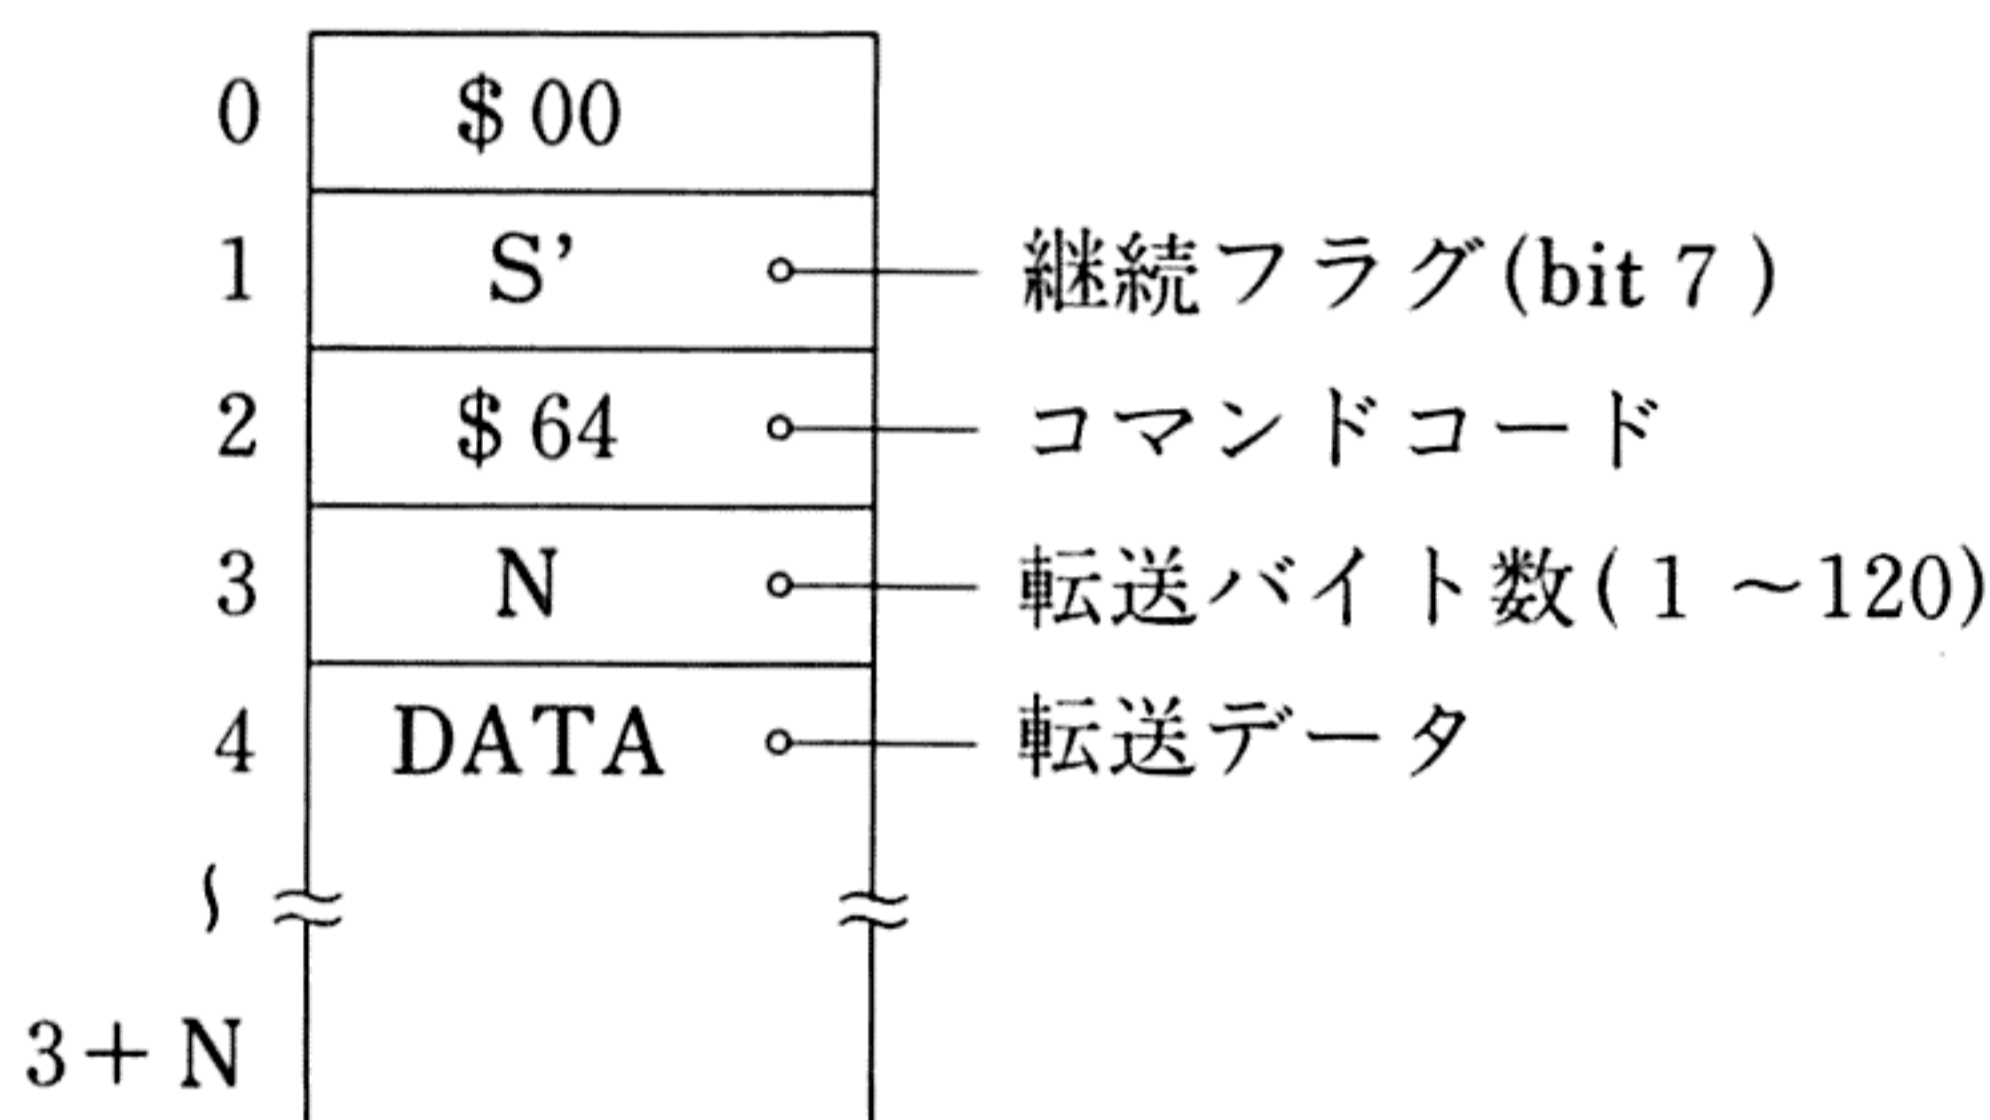 0 $00
1 S' 継続フラグ(bit 7)
2 $64 コマンドコード
3 N 転送バイト数(1 ～120)
4 DATA 転送データ
〜
3+N